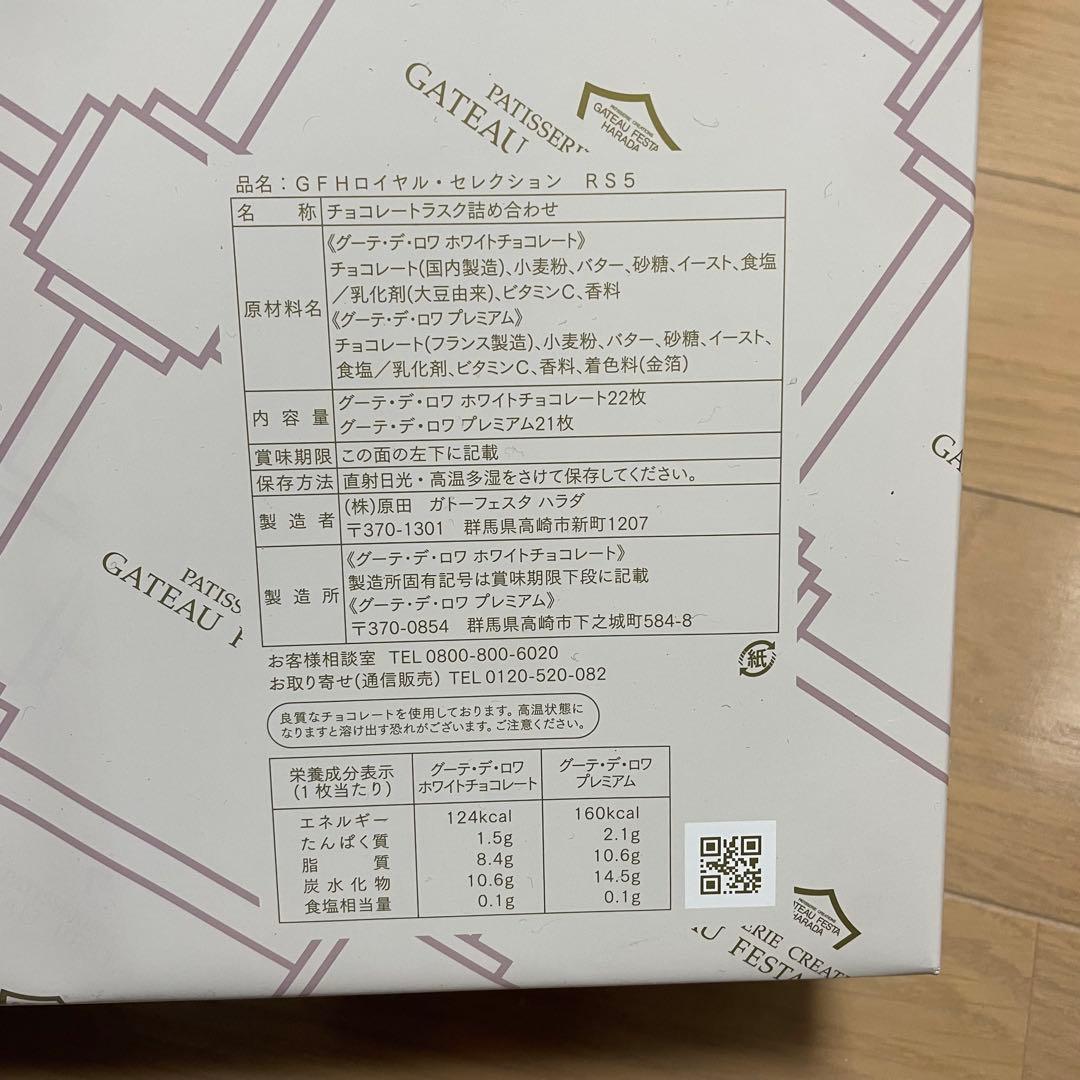 PATISSERI
GATEAU
PATISSERIE CREATIONS
GATEAU FESTA
HARADA
品名：GFHロイヤル・セレクション RS5
名称 チョコレートラスク詰め合わせ
原材料名
《グーテ・デ・ロワ ホワイトチョコレート》
チョコレート(国内製造)、小麦粉、バター、砂糖、イースト、食塩
／乳化剤(大豆由来)、ビタミンC、香料
《グーテ・デ・ロワ プレミアム》
チョコレート(フランス製造)、小麦粉、バター、砂糖、イースト、
食塩／乳化剤、ビタミンC、香料、着色料(金箔)
内容量
グーテ・デ・ロワ ホワイトチョコレート22枚
グーテ・デ・ロワ プレミアム21枚
賞味期限 この面の左下に記載
保存方法 直射日光・高温多湿をさけて保存してください。
製造者
(株)原田 ガトーフェスタ ハラダ
〒370-1301 群馬県高崎市新町1207
製造所
《グーテ・デ・ロワ ホワイトチョコレート》
製造所固有記号は賞味期限下段に記載
《グーテ・デ・ロワ プレミアム》
〒370-0854 群馬県高崎市下之城町584-8
GA
PATISS
GATEAU F
お客様相談室 TEL 0800-800-6020
お取り寄せ(通信販売) TEL 0120-520-082
紙
良質なチョコレートを使用しております。高温状態に
なりますと溶け出す恐れがございます。ご注意ください。
栄養成分表示
(1枚当たり)
グーテ・デ・ロワ
ホワイトチョコレート
グーテ・デ・ロワ
プレミアム
エネルギー 124kcal 160kcal
たんぱく質 1.5g 2.1g
脂質 8.4g 10.6g
炭水化物 10.6g 14.5g
食塩相当量 0.1g 0.1g
TEAU FESTA
HARADA
ERIE CREAT
AU FESTA